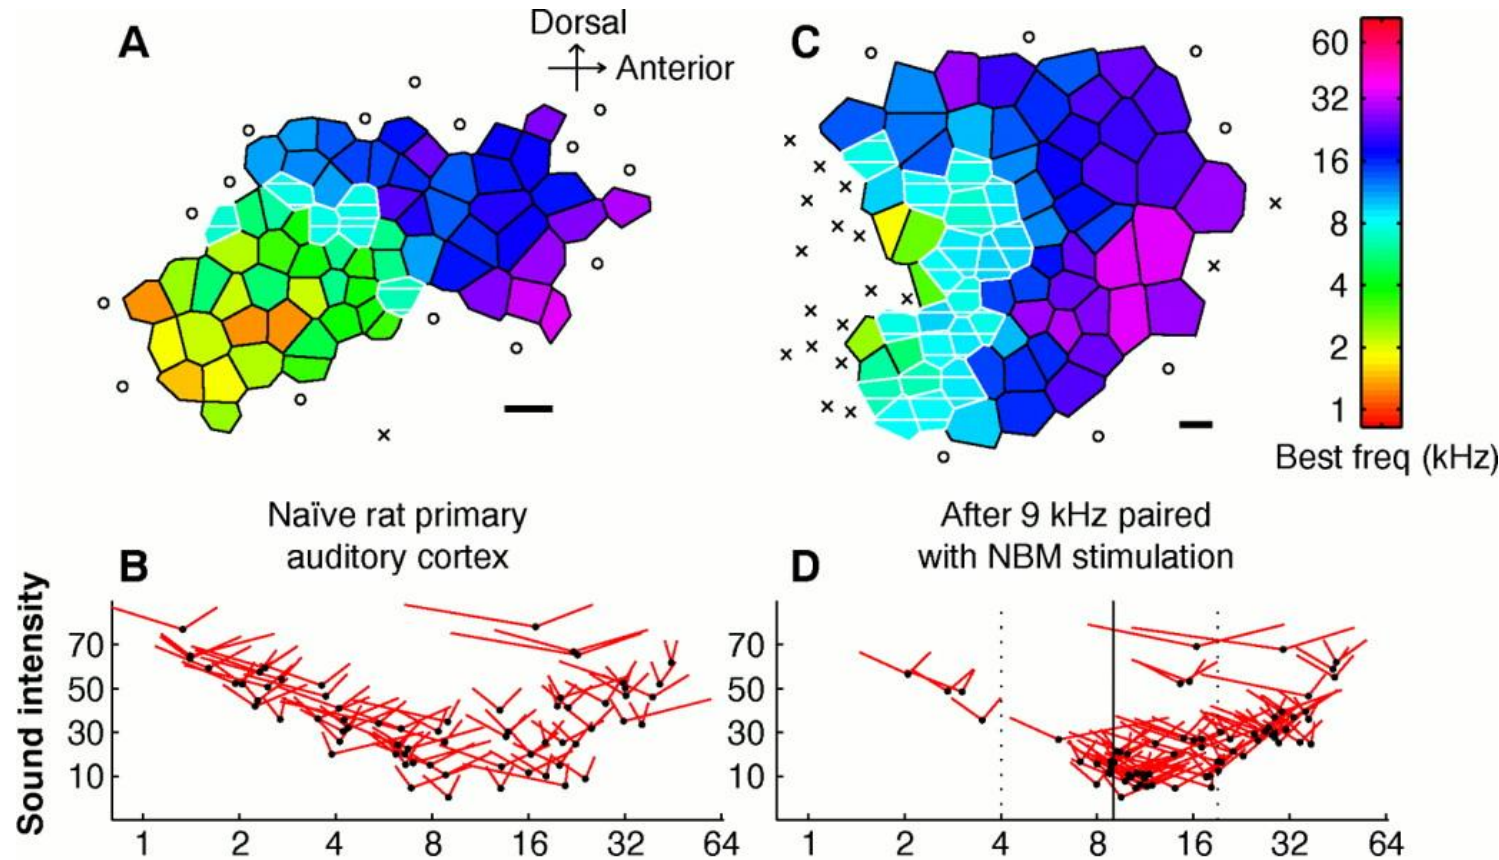 A
Dorsal
Anterior
C
60
32
16
8
4
2
1
Best freq (kHz)
Naïve rat primary
auditory cortex
After 9 kHz paired
with NBM stimulation
B
D
Sound intensity
70
50
30
10
1 2 4 8 16 32 64
70
50
30
10
1 2 4 8 16 32 64